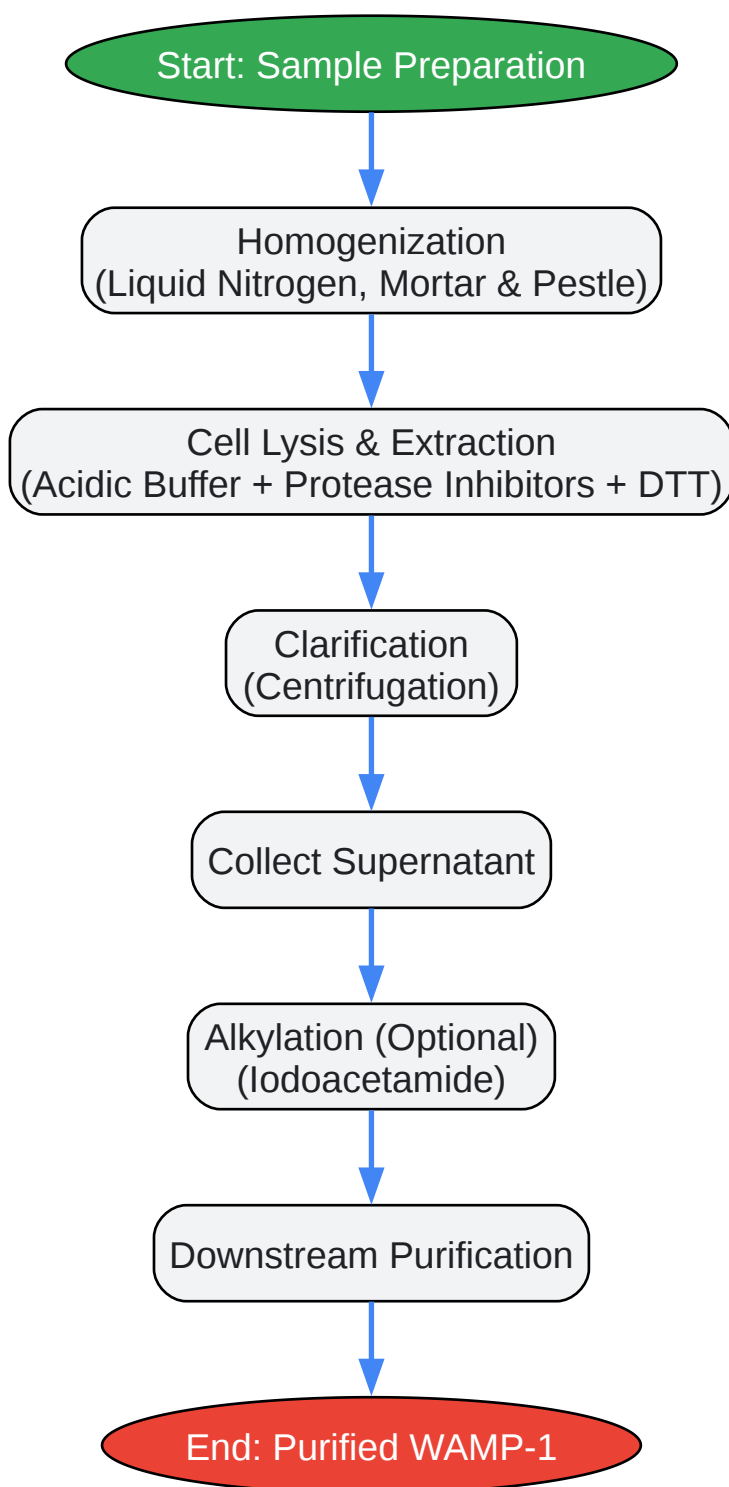 Start: Sample Preparation
Homogenization
(Liquid Nitrogen, Mortar & Pestle)
Cell Lysis & Extraction
(Acidic Buffer + Protease Inhibitors + DTT)
Clarification
(Centrifugation)
Collect Supernatant
Alkylation (Optional)
(Iodoacetamide)
Downstream Purification
End: Purified WAMP-1